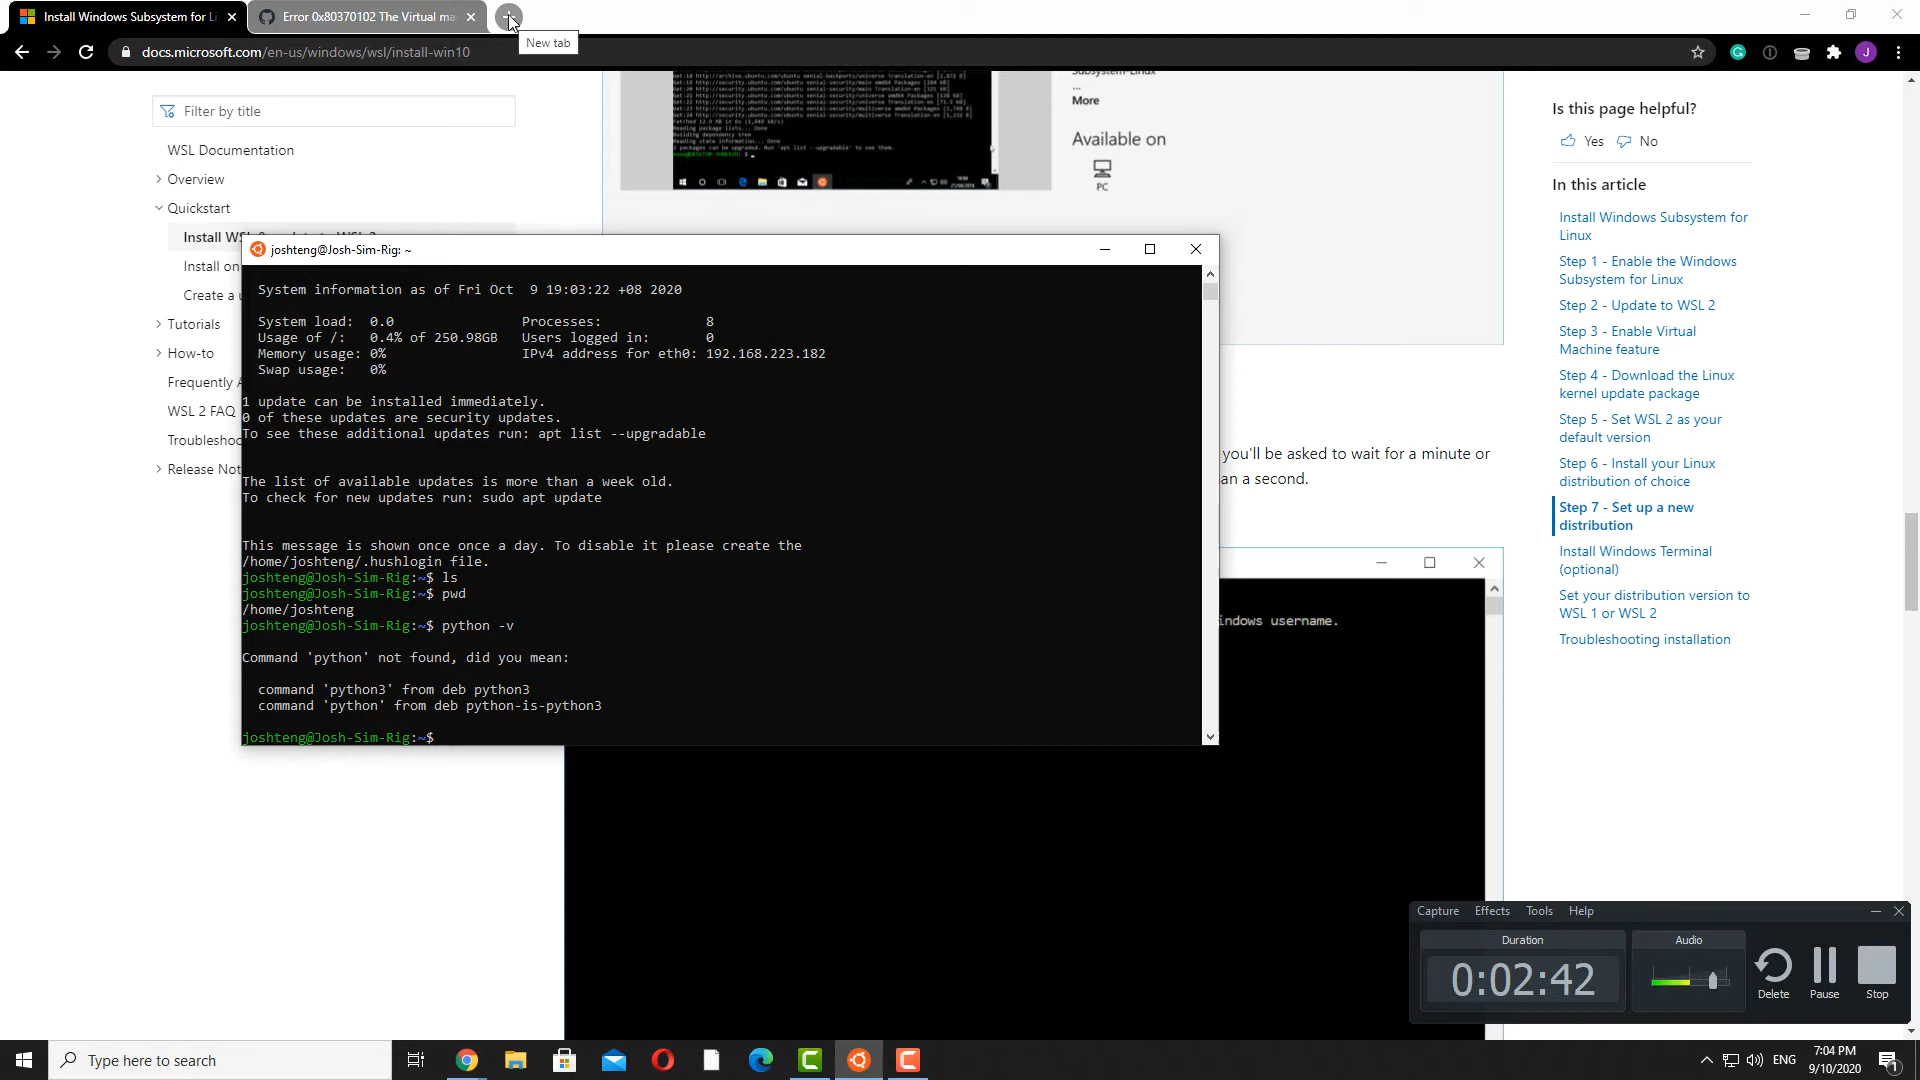 Install Windows Subsystem for Li
Error 0x80370102 The Virtual ma
New tab
docs.microsoft.com/en-us/windows/wsl/install-win10
J
Filter by title
WSL Documentation
Overview
Quickstart
Install on
Create a u
Tutorials
How-to
Frequently A
WSL 2 FAQ
Troublesho
Release Not
Subsystem-Linux
...
More
Available on
PC
Is this page helpful?
Yes
No
In this article
Install Windows Subsystem for
Linux
Step 1 - Enable the Windows
Subsystem for Linux
Step 2 - Update to WSL 2
Step 3 - Enable Virtual
Machine feature
Step 4 - Download the Linux
kernel update package
Step 5 - Set WSL 2 as your
default version
Step 6 - Install your Linux
distribution of choice
Step 7 - Set up a new
distribution
Install Windows Terminal
(optional)
Set your distribution version to
WSL 1 or WSL 2
Troubleshooting installation
joshteng@Josh-Sim-Rig: ~
System information as of Fri Oct  9 19:03:22 +08 2020
System load: 0.0 Processes: 8
Usage of /: 0.4% of 250.98GB Users logged in: 0
Memory usage: 0% IPv4 address for eth0: 192.168.223.182
Swap usage: 0%
1 update can be installed immediately.
0 of these updates are security updates.
To see these additional updates run: apt list --upgradable
The list of available updates is more than a week old.
To check for new updates run: sudo apt update
This message is shown once once a day. To disable it please create the
/home/joshteng/.hushlogin file.
joshteng@Josh-Sim-Rig:~$ ls
joshteng@Josh-Sim-Rig:~$ pwd
/home/joshteng
joshteng@Josh-Sim-Rig:~$ python -v
Command 'python' not found, did you mean:
command 'python3' from deb python3
command 'python' from deb python-is-python3
joshteng@Josh-Sim-Rig:~$
you'll be asked to wait for a minute or
an a second.
indows username.
Capture Effects Tools Help
Duration
0:02:42
Audio
Delete
Pause
Stop
Type here to search
ENG
7:04 PM
9/10/2020
1